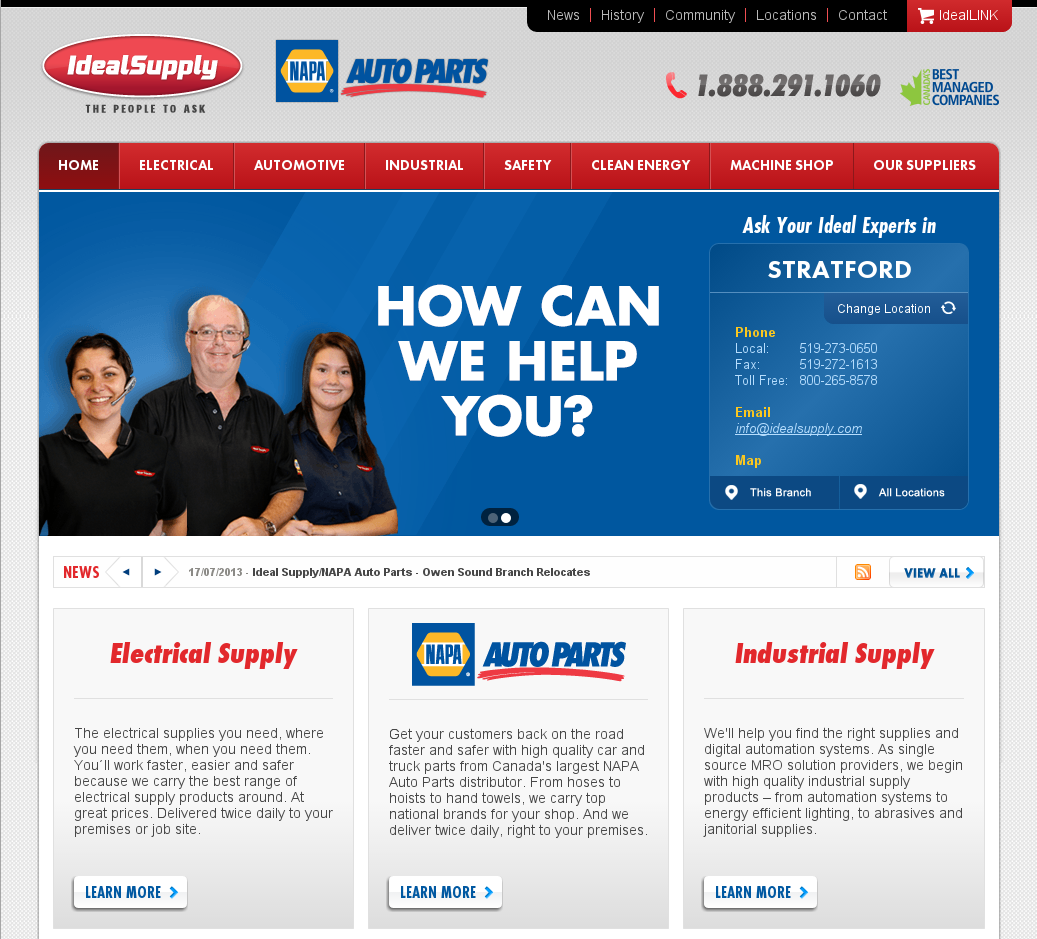 News History Community Locations Contact IdealLINK
IdealSupply
THE PEOPLE TO ASK
NAPA AUTO PARTS
1.888.291.1060
CANADA'S BEST MANAGED COMPANIES
HOME ELECTRICAL AUTOMOTIVE INDUSTRIAL SAFETY CLEAN ENERGY MACHINE SHOP OUR SUPPLIERS
HOW CAN
WE HELP
YOU?
Ask Your Ideal Experts in
STRATFORD
Change Location
Phone
Local: 519-273-0650
Fax: 519-272-1613
Toll Free: 800-265-8578
Email
info@idealsupply.com
Map
This Branch All Locations
NEWS 17/07/2013 - Ideal Supply/NAPA Auto Parts - Owen Sound Branch Relocates VIEW ALL
Electrical Supply
The electrical supplies you need, where
you need them, when you need them.
You´ll work faster, easier and safer
because we carry the best range of
electrical supply products around. At
great prices. Delivered twice daily to your
premises or job site.
LEARN MORE
NAPA AUTO PARTS
Get your customers back on the road
faster and safer with high quality car and
truck parts from Canada's largest NAPA
Auto Parts distributor. From hoses to
hoists to hand towels, we carry top
national brands for your shop. And we
deliver twice daily, right to your premises.
LEARN MORE
Industrial Supply
We'll help you find the right supplies and
digital automation systems. As single
source MRO solution providers, we begin
with high quality industrial supply
products – from automation systems to
energy efficient lighting, to abrasives and
janitorial supplies.
LEARN MORE